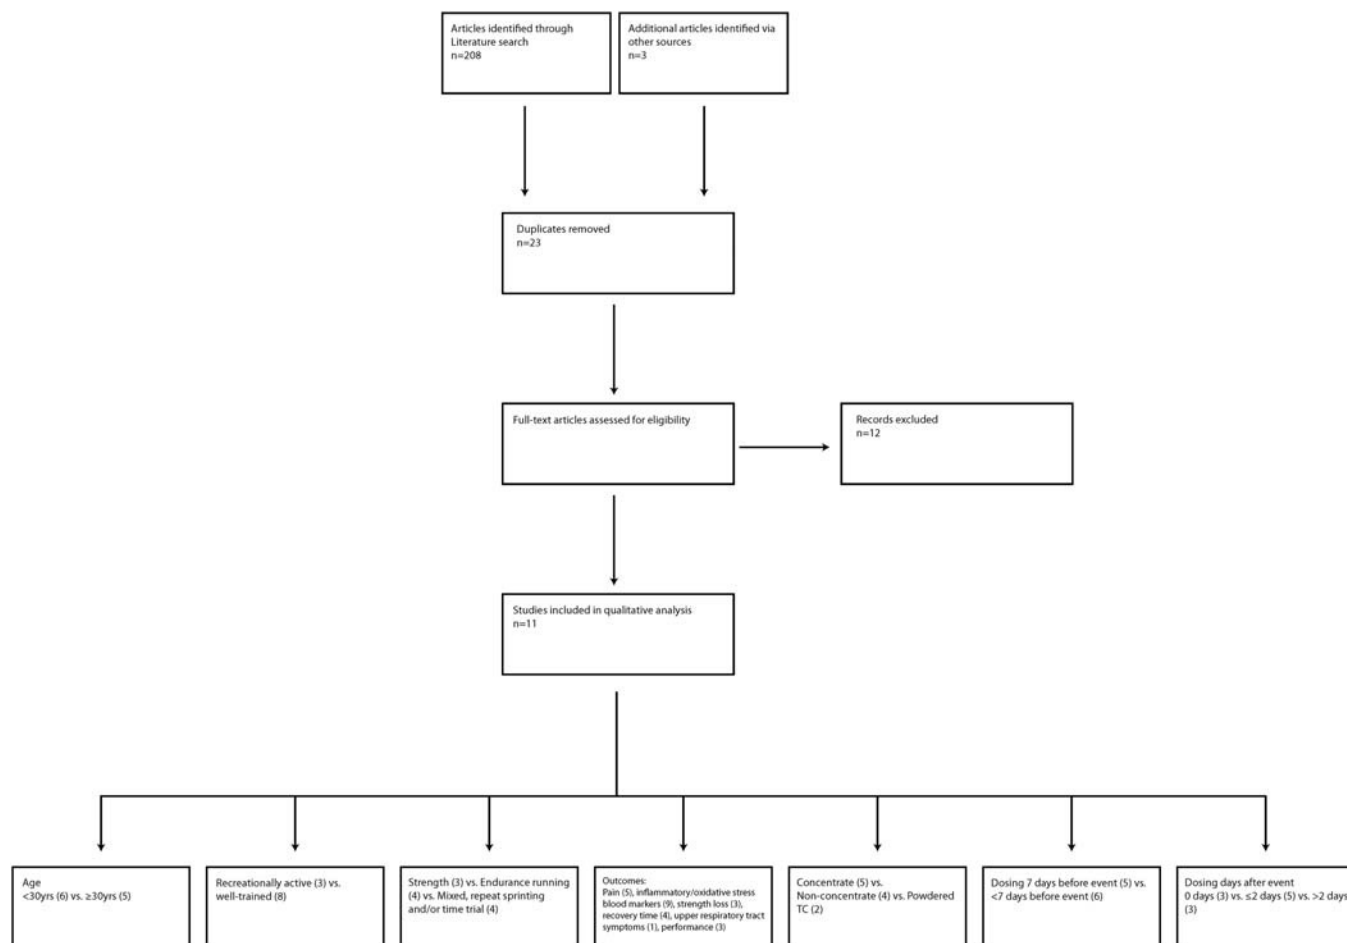 Articles identified through
Literature search
n=208
Additional articles identified via
other sources
n=3
Duplicates removed
n=23
Full-text articles assessed for eligibility
Records excluded
n=12
Studies included in qualitative analysis
n=11
Age
<30yrs (6) vs. ≥30yrs (5)
Recreationally active (3) vs.
well-trained (8)
Strength (3) vs. Endurance running
(4) vs. Mixed, repeat sprinting
and/or time trial (4)
Outcomes:
Pain (5), inflammatory/oxidative stress
blood markers (9), strength loss (3),
recovery time (4), upper respiratory tract
symptoms (1), performance (3)
Concentrate (5) vs.
Non-concentrate (4) vs. Powdered
TC (2)
Dosing 7 days before event (5) vs.
<7 days before event (6)
Dosing days after event
0 days (3) vs. ≤2 days (5) vs. >2 days
(3)